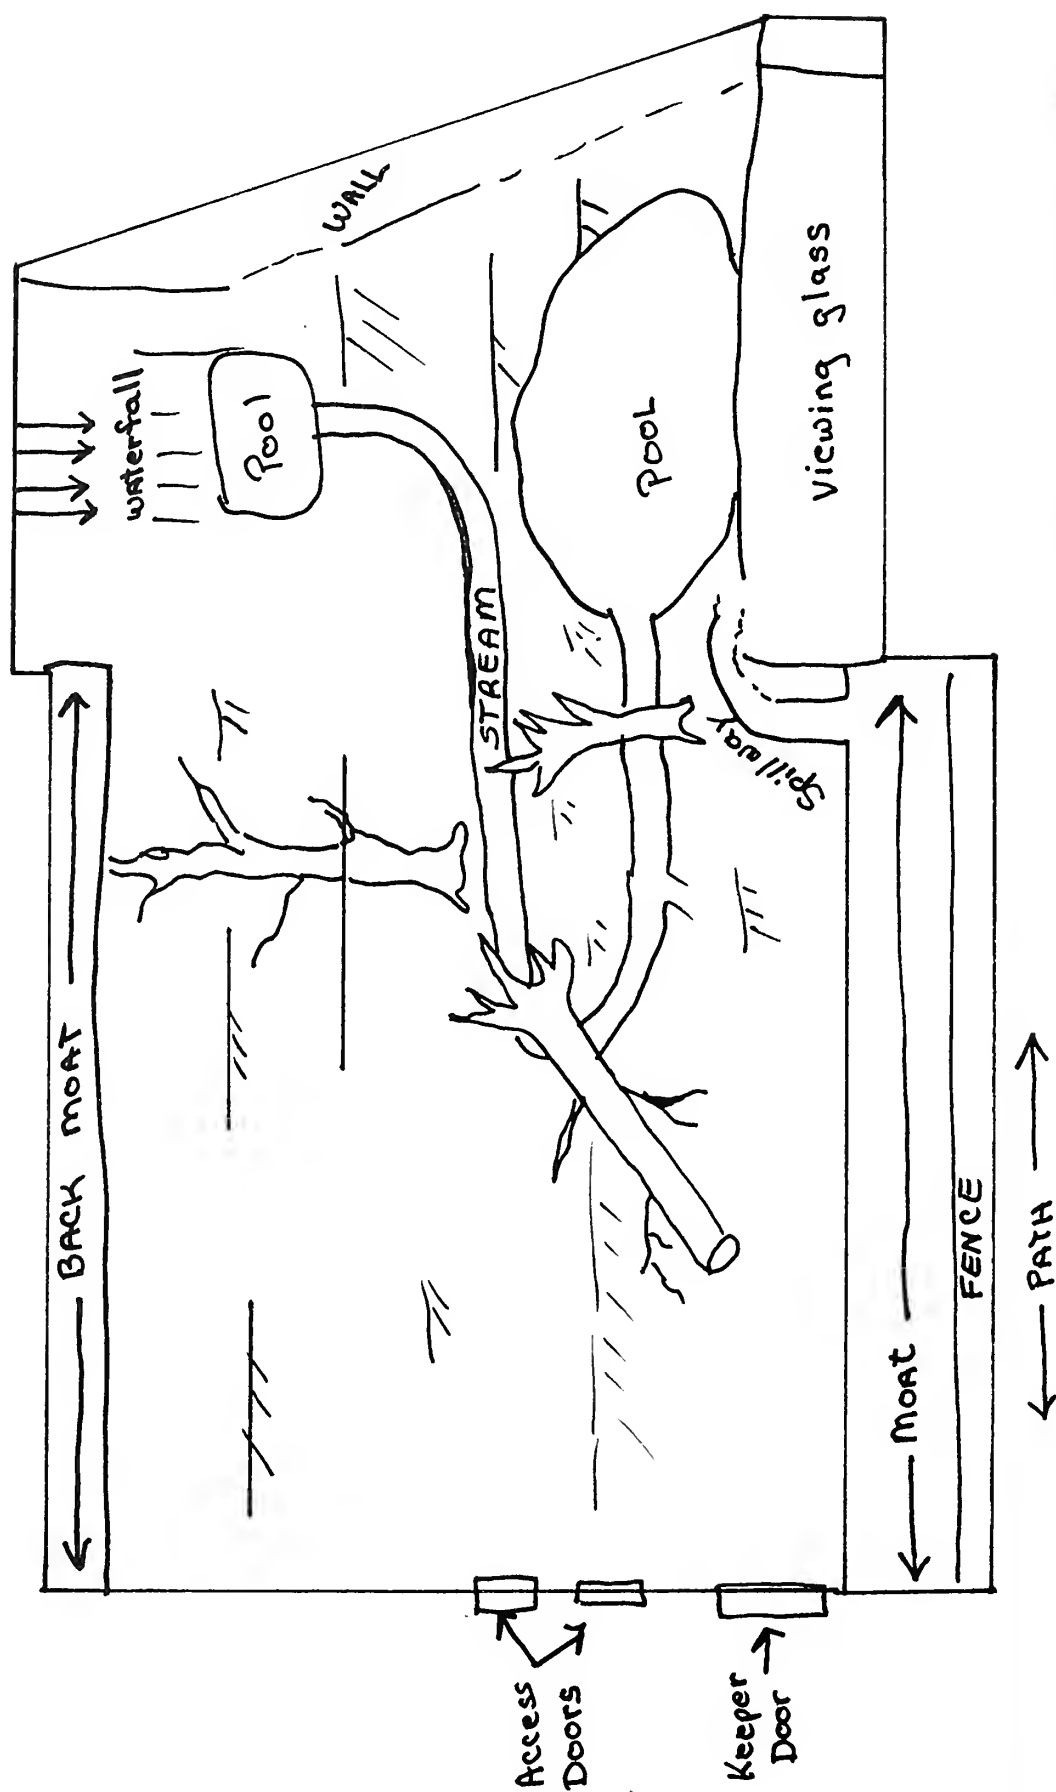 BACK MOAT
waterfall
Pool
WALL
STREAM
POOL
Spillway
Viewing glass
MOAT
FENCE
PATH
Access
Doors
Keeper
Door